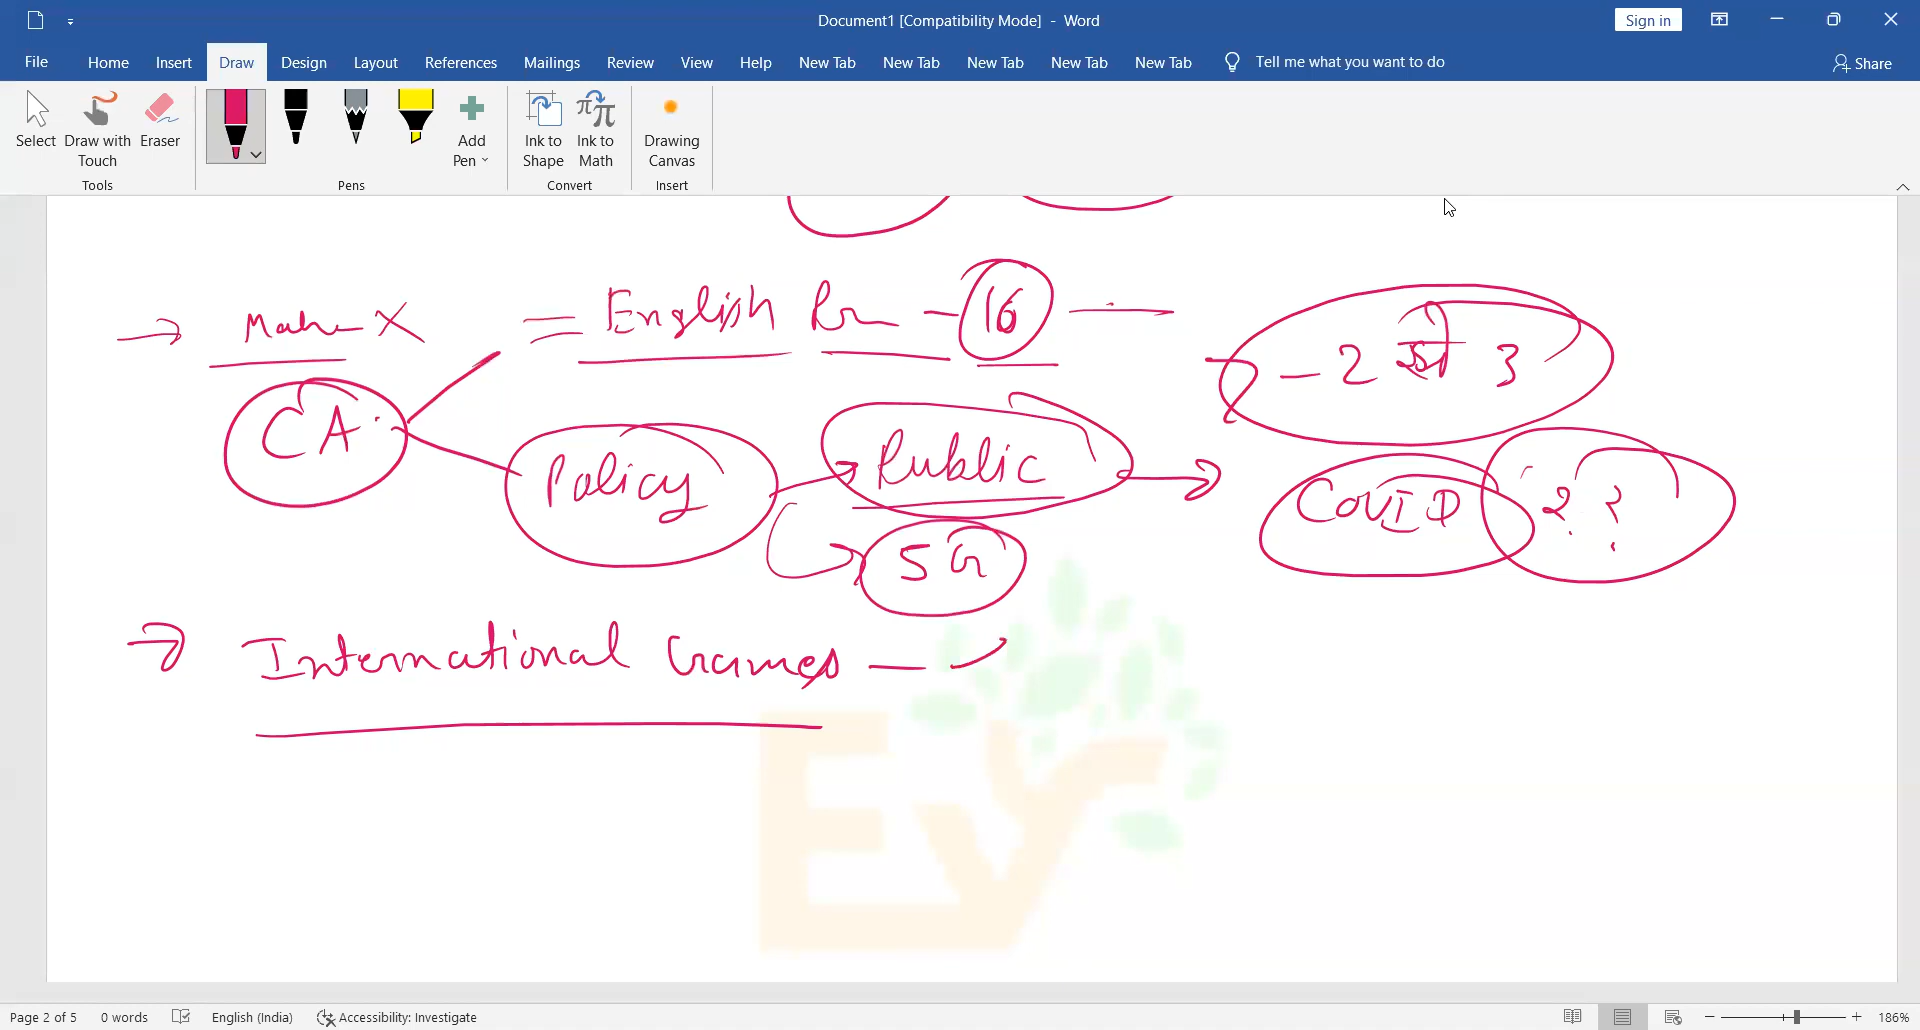 Document1 [Compatibility Mode] - Word
Sign in
File Home Insert Draw Design Layout References Mailings Review View Help New Tab New Tab New Tab New Tab New Tab Tell me what you want to do Share
Select Draw with Touch Eraser Add Pen Ink to Shape Ink to Math Drawing Canvas
Tools Pens Convert Insert
→ X = English - 16 —
- 2 3
CA Policy → Public → COVID 2 ?
5G
→ International Games - ✓
EY
Page 2 of 5 0 words English (India) Accessibility: Investigate 186%